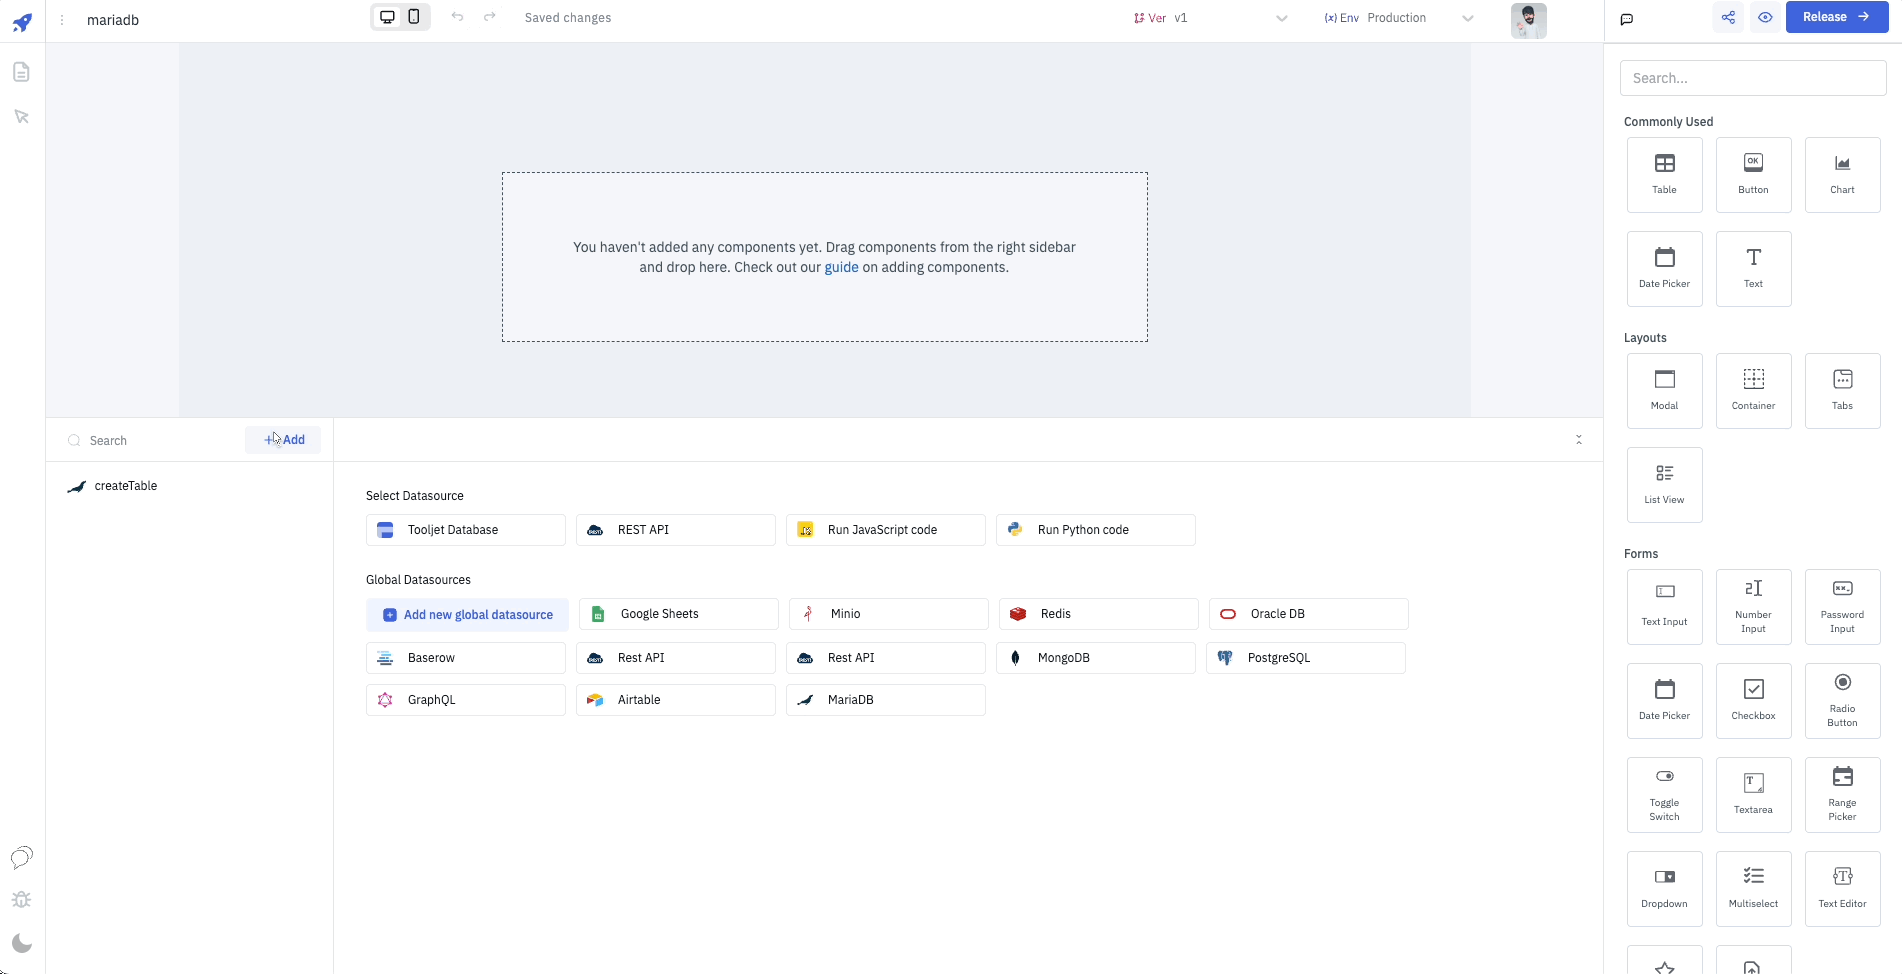 mariadb
Saved changes
Ver v1
(x) Env Production
Release
Search...
Commonly Used
Table
OK
Button
Chart
Date Picker
Text
You haven't added any components yet. Drag components from the right sidebar
and drop here. Check out our guide on adding components.
Layouts
Modal
Container
Tabs
List View
Search
+ Add
createTable
Select Datasource
Tooljet Database
REST API
Run JavaScript code
Run Python code
Global Datasources
Add new global datasource
Google Sheets
Minio
Redis
Oracle DB
Baserow
Rest API
Rest API
MongoDB
PostgreSQL
GraphQL
Airtable
MariaDB
Forms
Text Input
Number
Input
Password
Input
Date Picker
Checkbox
Radio
Button
Toggle
Switch
Textarea
Range
Picker
Dropdown
Multiselect
Text Editor